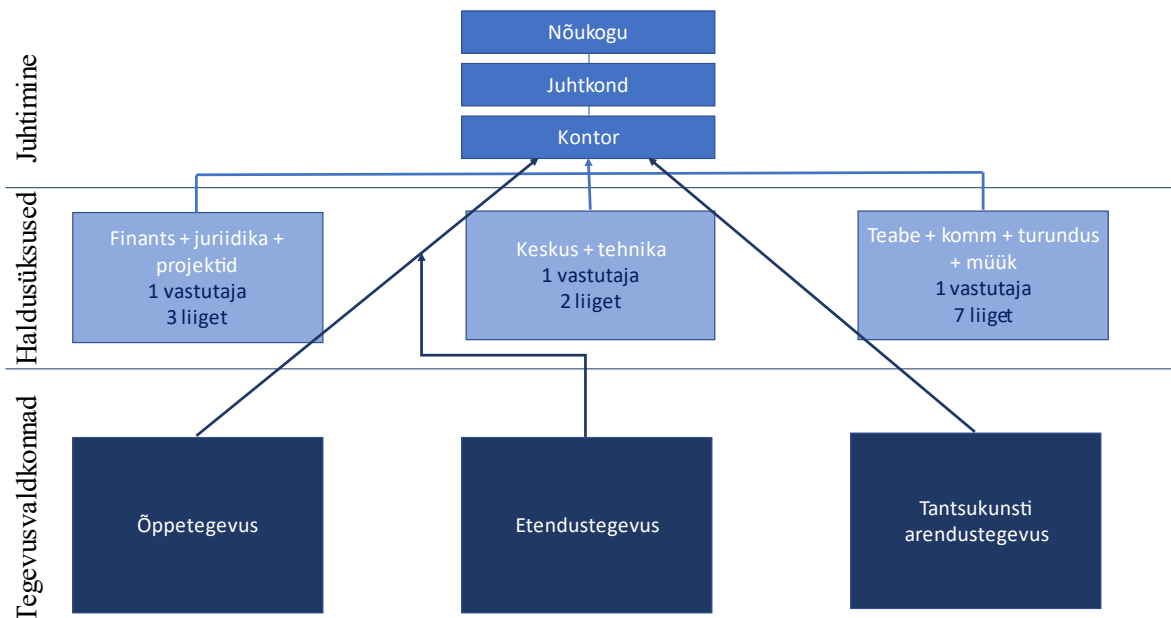 Juhtimine
Nõukogu
Juhtkond
Kontor
Haldusüksused
Finants + juriidika +
projektid
1 vastutaja
3 liiget
Keskus + tehnika
1 vastutaja
2 liiget
Teabe + komm + turundus
+ müük
1 vastutaja
7 liiget
Tegevusvaldkonnad
Õppetegevus
Etendustegevus
Tantsukunsti
arendustegevus